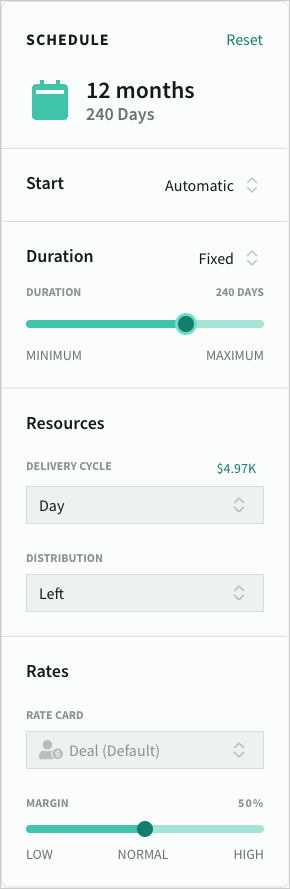 SCHEDULE Reset
12 months
240 Days
Start Automatic
Duration Fixed
DURATION 240 DAYS
MINIMUM MAXIMUM
Resources
DELIVERY CYCLE $4.97K
Day
DISTRIBUTION
Left
Rates
RATE CARD
$ Deal (Default)
MARGIN 50%
LOW NORMAL HIGH